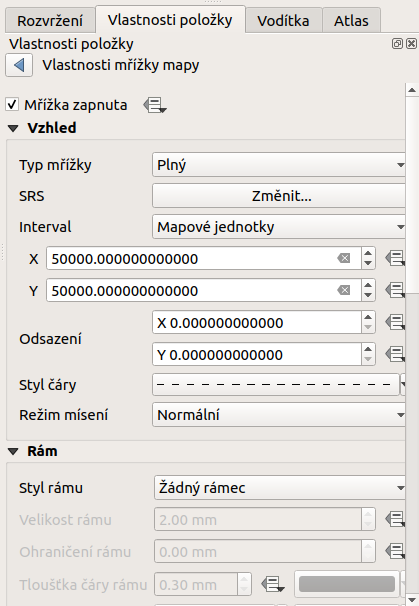 Rozvržení Vlastnosti položky Vodítka Atlas
Vlastnosti položky
Vlastnosti mřížky mapy
Mřížka zapnuta
Vzhled
Typ mřížky Plný
SRS Změnit...
Interval Mapové jednotky
X 50000.000000000000
Y 50000.000000000000
Odsazení X 0.000000000000
Y 0.000000000000
Styl čáry
Režim mísení Normální
Rám
Styl rámu Žádný rámec
Velikost rámu 2.00 mm
Ohraničení rámu 0.00 mm
Tloušťka čáry rámu 0.30 mm